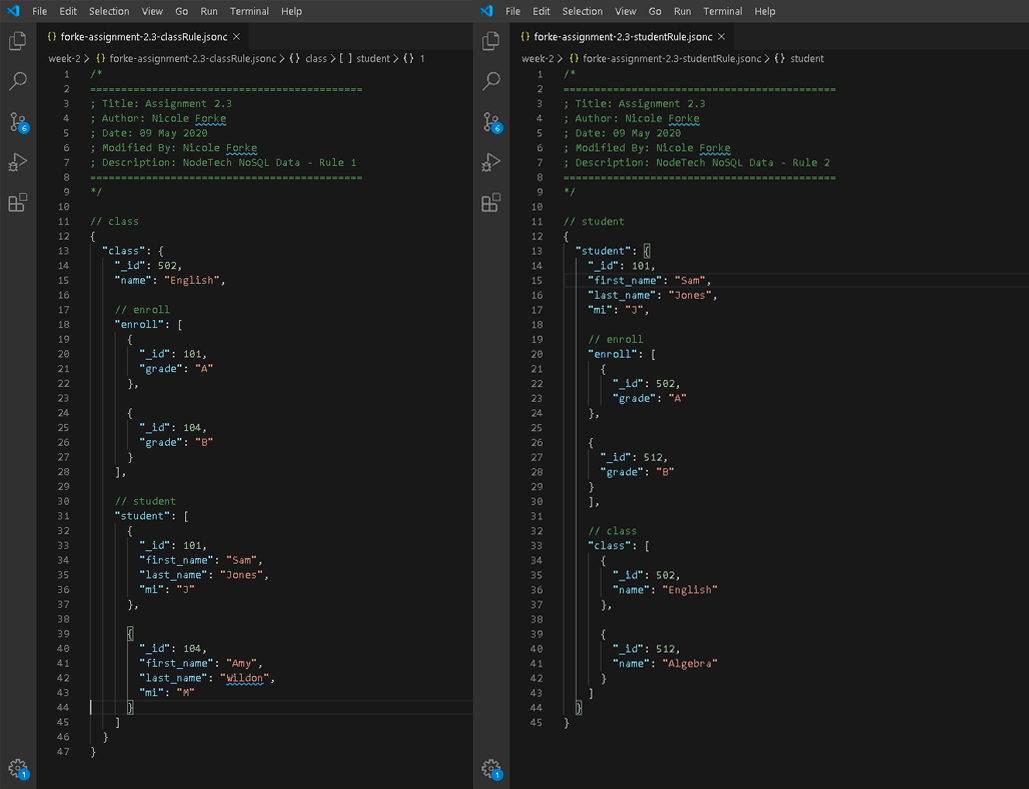 File Edit Selection View Go Run Terminal Help
{} forke-assignment-2.3-classRule.jsonc ×
week-2 > {} forke-assignment-2.3-classRule.jsonc > {} class > [ ] student > {} 1
1 /*
2 ============================================
3 ; Title: Assignment 2.3
4 ; Author: Nicole Forke
5 ; Date: 09 May 2020
6 ; Modified By: Nicole Forke
7 ; Description: NodeTech NoSQL Data - Rule 1
8 ============================================
9 */
10
11 // class
12 {
13 "class": {
14 "_id": 502,
15 "name": "English",
16
17 // enroll
18 "enroll": [
19 {
20 "_id": 101,
21 "grade": "A"
22 },
23
24 {
25 "_id": 104,
26 "grade": "B"
27 }
28 ],
29
30 // student
31 "student": [
32 {
33 "_id": 101,
34 "first_name": "Sam",
35 "last_name": "Jones",
36 "mi": "J"
37 },
38
39 {
40 "_id": 104,
41 "first_name": "Amy",
42 "last_name": "Wildon",
43 "mi": "M"
44 }
45 ]
46 }
47 }
6
1
File Edit Selection View Go Run Terminal Help
{} forke-assignment-2.3-studentRule.jsonc ×
week-2 > {} forke-assignment-2.3-studentRule.jsonc > {} student
1 /*
2 ============================================
3 ; Title: Assignment 2.3
4 ; Author: Nicole Forke
5 ; Date: 09 May 2020
6 ; Modified By: Nicole Forke
7 ; Description: NodeTech NoSQL Data - Rule 2
8 ============================================
9 */
10
11 // student
12 {
13 "student": {
14 "_id": 101,
15 "first_name": "Sam",
16 "last_name": "Jones",
17 "mi": "J",
18
19 // enroll
20 "enroll": [
21 {
22 "_id": 502,
23 "grade": "A"
24 },
25
26 {
27 "_id": 512,
28 "grade": "B"
29 }
30 ],
31
32 // class
33 "class": [
34 {
35 "_id": 502,
36 "name": "English"
37 },
38
39 {
40 "_id": 512,
41 "name": "Algebra"
42 }
43 ]
44 }
45 }
6
1